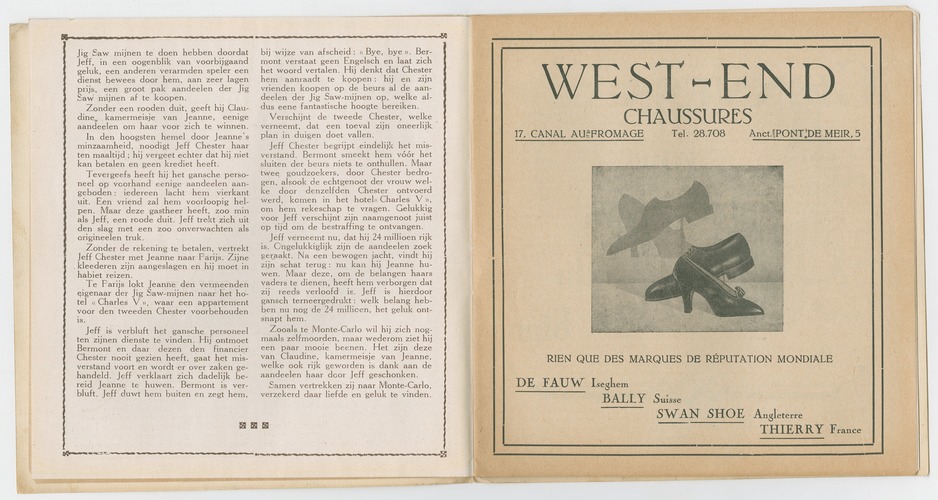 Jig Saw mijnen te doen hebben doordat
Jeff, in een oogenblik van voorbijgaand
geluk, een anderen verarmden speler een
dienst bewees door hem, aan zeer lagen
prijs, een groot pak aandeelen der Jig
Saw mijnen af te koopen.
Zonder een rooden duit, geeft hij Clau-
dine, kamermeisje van Jeanne, eenige
aandeelen om haar voor zich te winnen.
In den hoogsten hemel door Jeanne's
minzaamheid, noodigt Jeff Chester haar
ten maaltijd ; hij vergeet echter dat hij niet
kan betalen en geen krediet heeft.
Tevergeefs heeft hij het gansche perso-
neel op voorhand eenige aandeelen aan-
geboden : iedereen lacht hem vierkant
uit. Een vriend zal hem voorloopig hel-
pen. Maar deze gastheer heeft, zoo min
als Jeff, een roode duit. Jeff trekt zich uit
den slag met een zoo onverwachten als
origineelen truk.
Zonder de rekening te betalen, vertrekt
Jeff Chester met Jeanne naar Parijs. Zijne
kleederen zijn aangeslagen en hij moet in
habiet reizen.
Te Parijs lokt Jeanne den vermeenden
eigenaar der Jig Saw-mijnen naar het ho-
tel « Charles V », waar een appartement
voor den tweeden Chester voorbehouden
is.
Jeff is verbluft het gansche personeel
ten zijnen dienste te vinden. Hij ontmoet
Bermont en daar dezen den financier
Chester nooit gezien heeft, gaat het mis-
verstand voort en wordt er over zaken ge-
handeld. Jeff verklaart zich dadelijk be-
reid Jeanne te huwen. Bermont is ver-
bluft. Jeff duwt hem buiten en zegt hem,
bij wijze van afscheid : « Bye, bye ». Ber-
mont verstaat geen Engelsch en laat zich
het woord vertalen. Hij denkt dat Chester
hem aanraadt te koopen : hij en zijn
vrienden koopen op de beurs al de aan-
deelen der Jig Saw-mijnen op, welke al-
dus eene fantastische hoogte bereiken.
Verschijnt de tweede Chester, welke
verneemt, dat een toeval zijn oneerlijk
plan in duigen doet vallen.
Jeff Chester begrijpt eindelijk het mis-
verstand. Bermont smeekt hem vóór het
sluiten der beurs niets te onthullen. Maar
twee goudzoekers, door Chester bedro-
gen, alsook de echtgenoot der vrouw wel-
ke door denzelfden Chester ontvoerd
werd, komen in het hotel « Charles V »,
om hem rekeschap te vragen. Gelukkig
voor Jeff verschijnt zijn naamgenoot juist
op tijd om de bestraffing te ontvangen.
Jeff verneemt nu, dat hij 24 millioen rijk
is. Ongelukkiglijk zijn de aandeelen zoek
geraakt. Na een bewogen jacht, vindt hij
zijn schat terug : nu kan hij Jeanne hu-
wen. Maar deze, om de belangen haars
vaders te dienen, heeft hem verborgen dat
zij reeds verloofd is. Jeff is hierdoor
gansch terneergedrukt : welk belang heb-
ben nu nog de 24 millioen, het geluk ont-
snapt hem.
Zooals te Monte-Carlo wil hij zich nog-
maals zelfmoorden, maar wederom ziet hij
een paar mooie beenen. Het zijn deze
van Claudine, kamermeisje van Jeanne,
welke ook rijk geworden is dank aan de
aandeelen haar door Jeff geschonken.
Samen vertrekken zij naar Monte-Carlo,
verzekerd daar liefde en geluk te vinden.
WEST-END
CHAUSSURES
17, CANAL AU FROMAGE Tel. 28.708 Anct. PONT DE MEIR, 5
RIEN QUE DES MARQUES DE RÉPUTATION MONDIALE
DE FAUW Iseghem
BALLY Suisse
SWAN SHOE Angleterre
THIERRY France